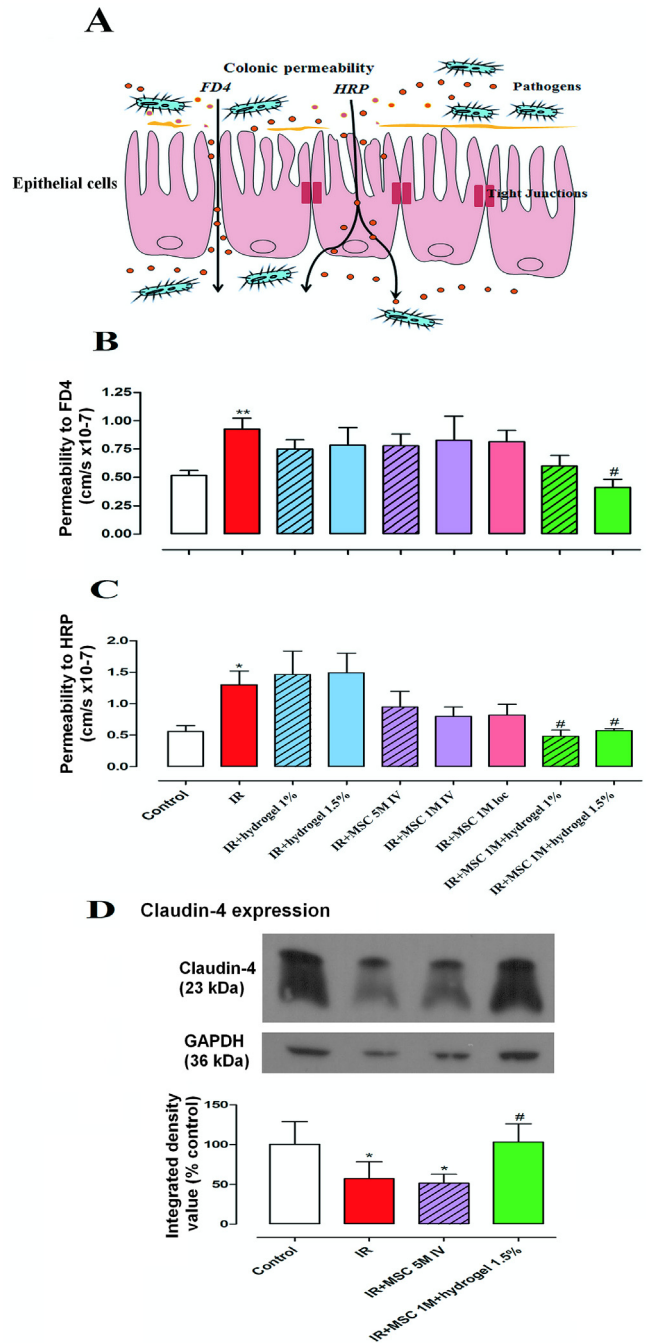 A
Colonic permeability
FD4
HRP
Pathogens
Epithelial cells
Tight Junctions
B
Permeability to FD4
(cm/s x10-7)
1.25
1.00
0.75
0.50
0.25
0.00
**
#
C
Permeability to HRP
(cm/s x10-7)
2.0
1.5
1.0
0.5
0.0
*
#
#
Control
IR
IR+hydrogel 1%
IR+hydrogel 1.5%
IR+MSC 5M IV
IR+MSC 1M IV
IR+MSC 1M loc
IR+MSC 1M+hydrogel 1%
IR+MSC 1M+hydrogel 1.5%
D Claudin-4 expression
Claudin-4
(23 kDa)
GAPDH
(36 kDa)
Integrated density
value (% control)
150
100
50
0
*
*
#
Control
IR
IR+MSC 5M IV
IR+MSC 1M+hydrogel 1.5%